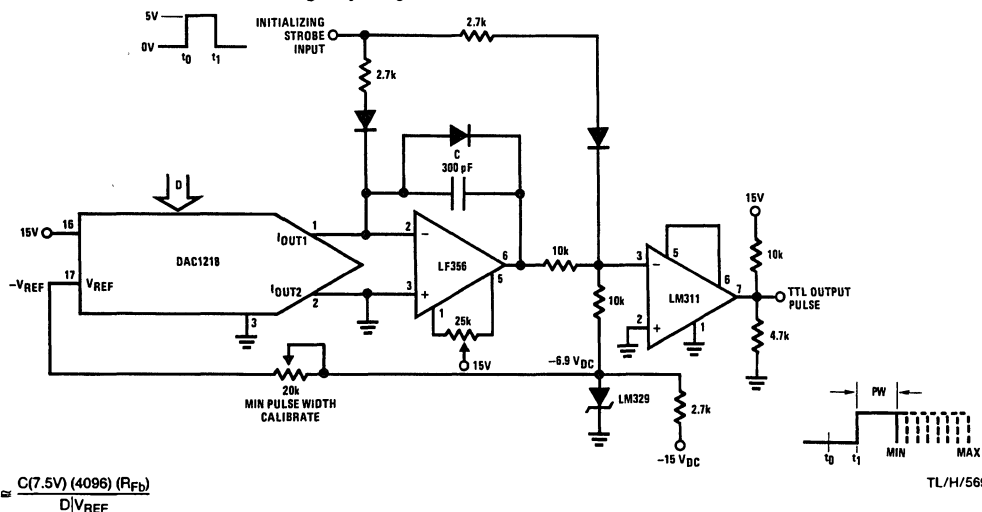 5V
0V
t0
t1
INITIALIZING
STROBE
INPUT
2.7k
2.7k
C
300 pF
D
15V
16
DAC1218
IOUT1
1
2
–
LF356
6
5
10k
3
–
5
6
LM311
7
15V
10k
TTL OUTPUT
PULSE
-VREF
17
VREF
IOUT2
2
3
+
1
25k
15V
10k
2
+
1
4.7k
3
-6.9 VDC
20k
MIN PULSE WIDTH
CALIBRATE
LM329
2.7k
-15 VDC
PW
t0
t1
MIN
MAX
TL/H/569
≅ C(7.5V) (4096) (RFb)
D|VREF